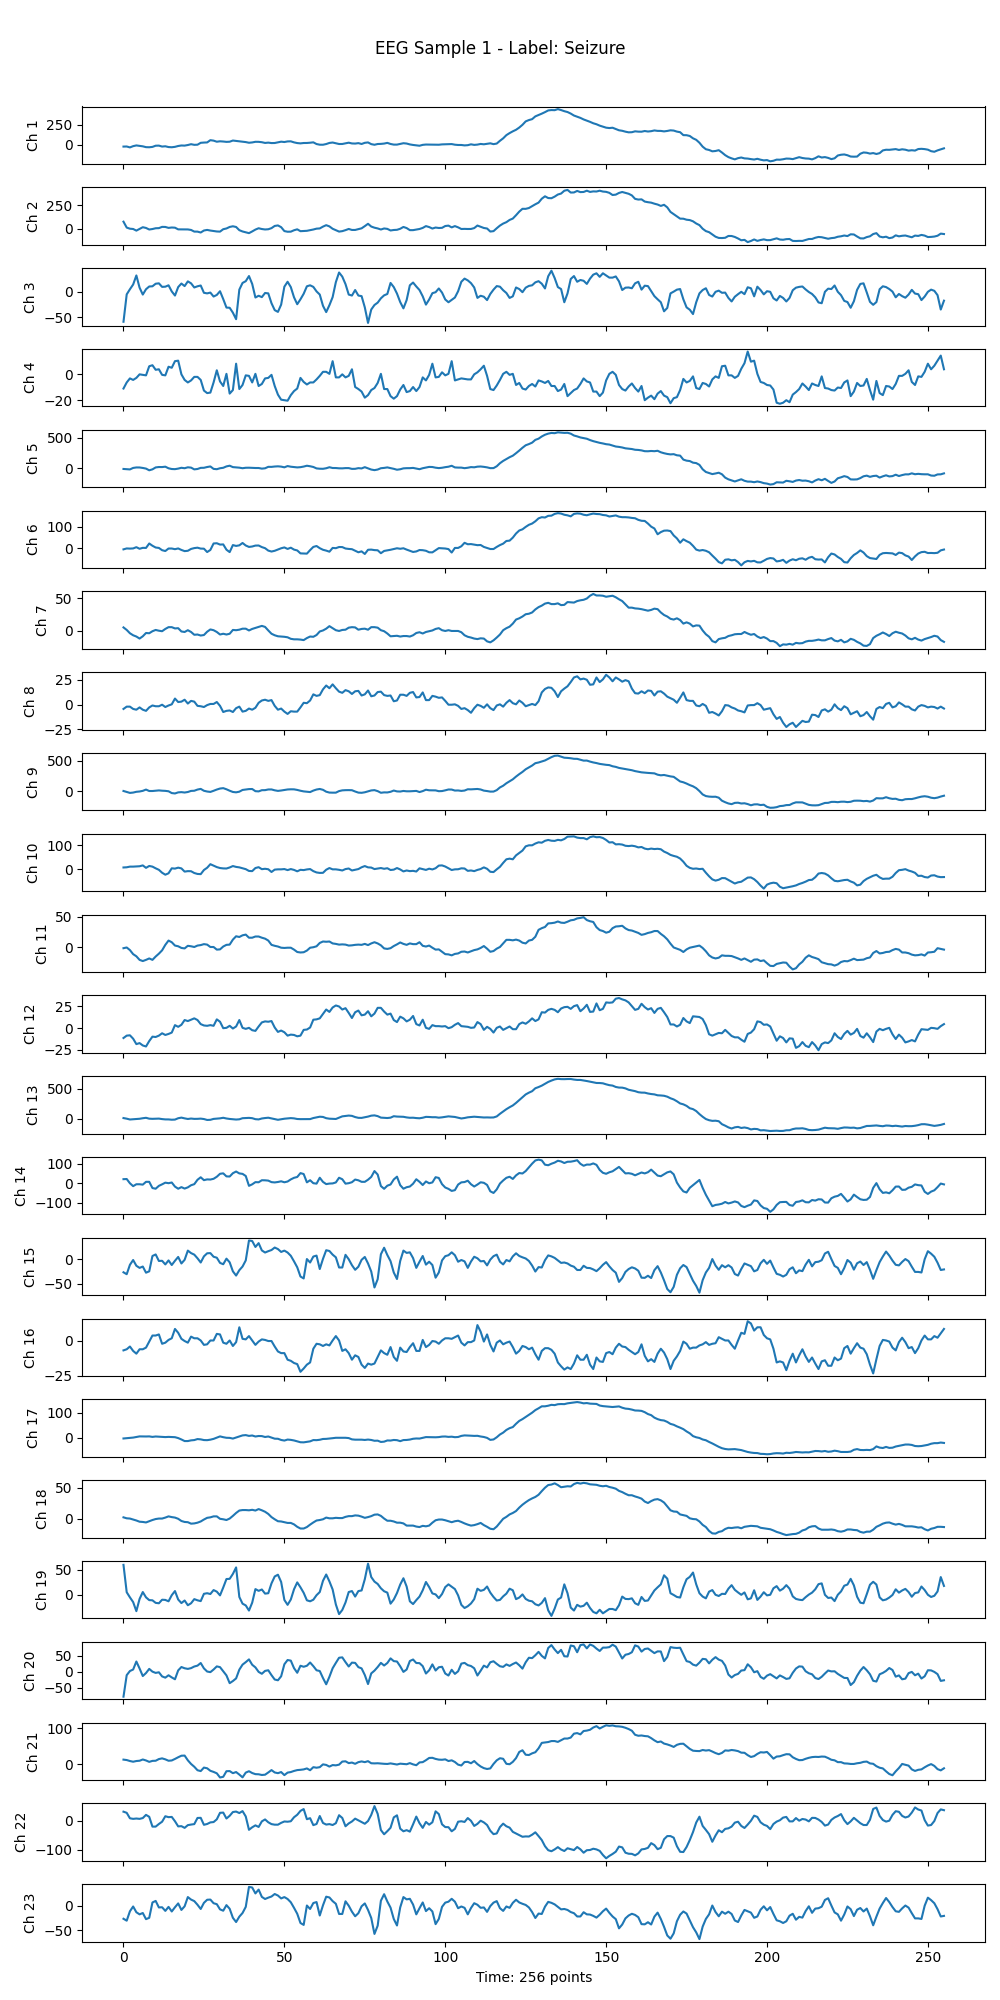 EEG Sample 1 - Label: Seizure
Ch 1
250
0
Ch 2
250
0
Ch 3
0
−50
Ch 4
0
−20
Ch 5
500
0
Ch 6
100
0
Ch 7
50
0
Ch 8
25
0
−25
Ch 9
500
0
Ch 10
100
0
Ch 11
50
0
Ch 12
25
0
−25
Ch 13
500
0
Ch 14
100
0
−100
Ch 15
0
−50
Ch 16
0
−25
Ch 17
100
0
Ch 18
50
0
Ch 19
50
0
Ch 20
50
0
−50
Ch 21
100
0
Ch 22
0
−100
Ch 23
0
−50
0 50 100 150 200 250
Time: 256 points